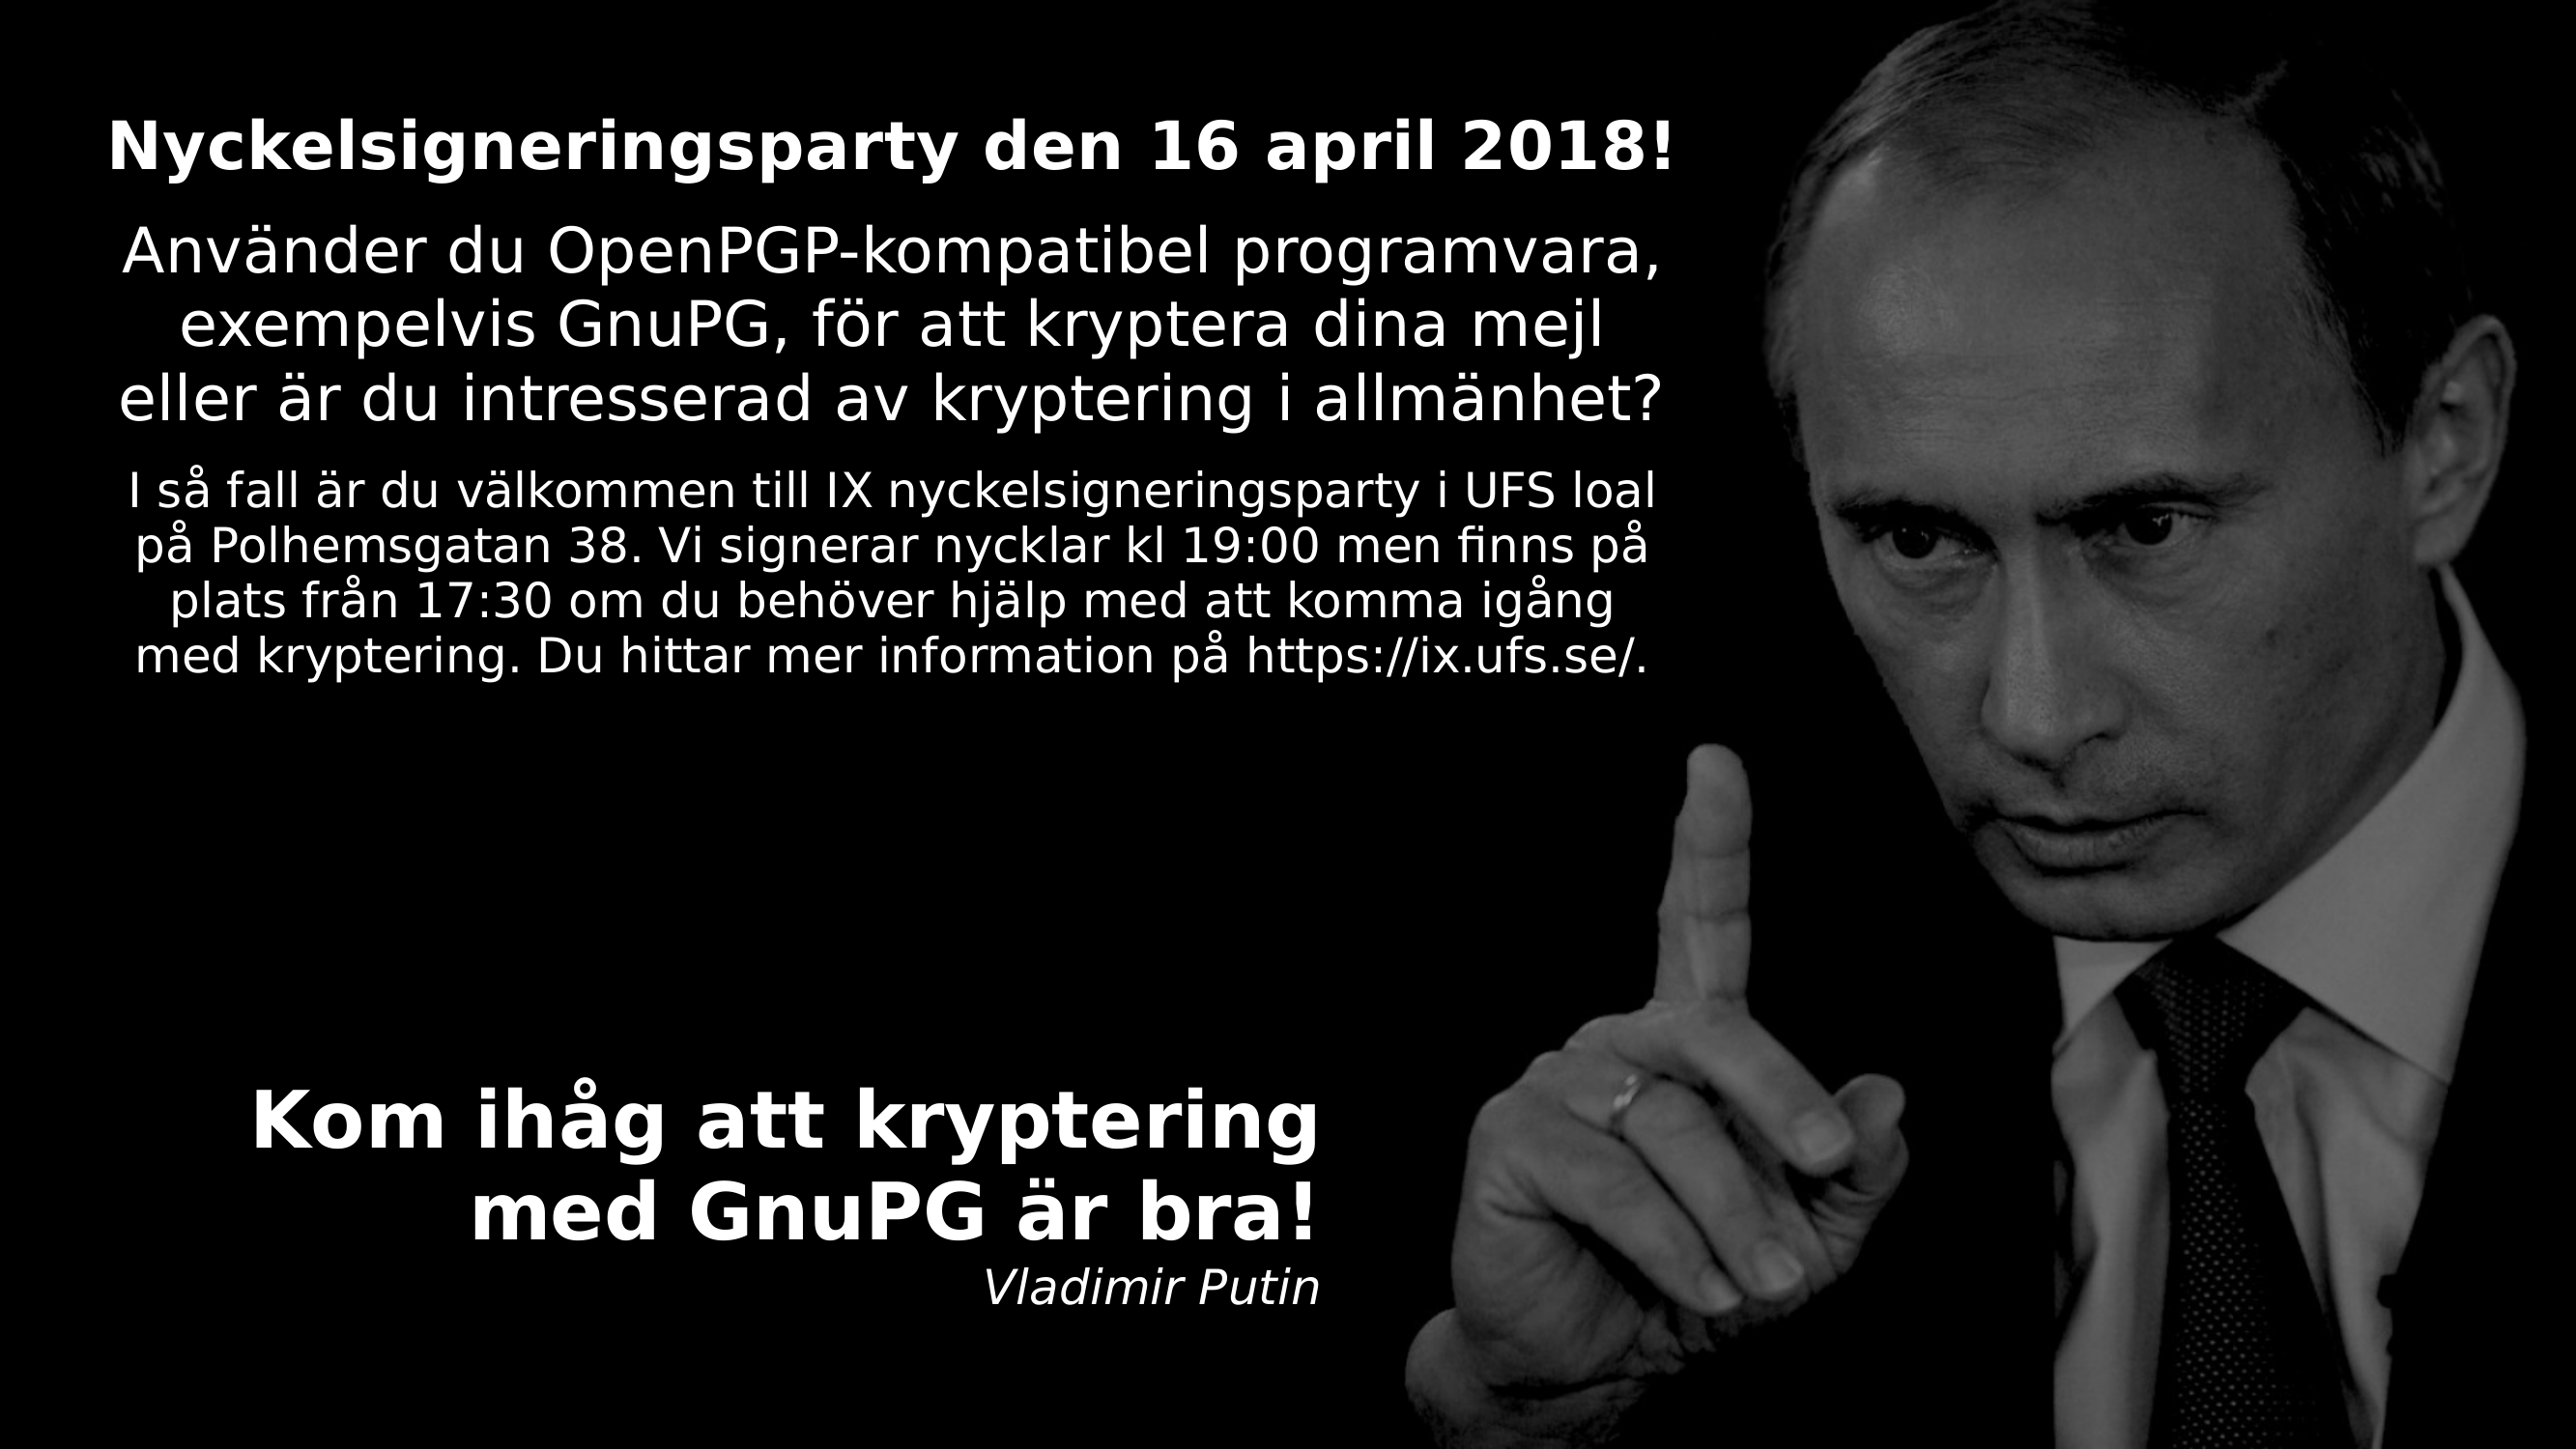 Nyckelsigneringsparty den 16 april 2018!
Använder du OpenPGP-kompatibel programvara,
exempelvis GnuPG, för att kryptera dina mejl
eller är du intresserad av kryptering i allmänhet?
I så fall är du välkommen till IX nyckelsigneringsparty i UFS loal
på Polhemsgatan 38. Vi signerar nycklar kl 19:00 men finns på
plats från 17:30 om du behöver hjälp med att komma igång
med kryptering. Du hittar mer information på https://ix.ufs.se/.
Kom ihåg att kryptering
med GnuPG är bra!
Vladimir Putin